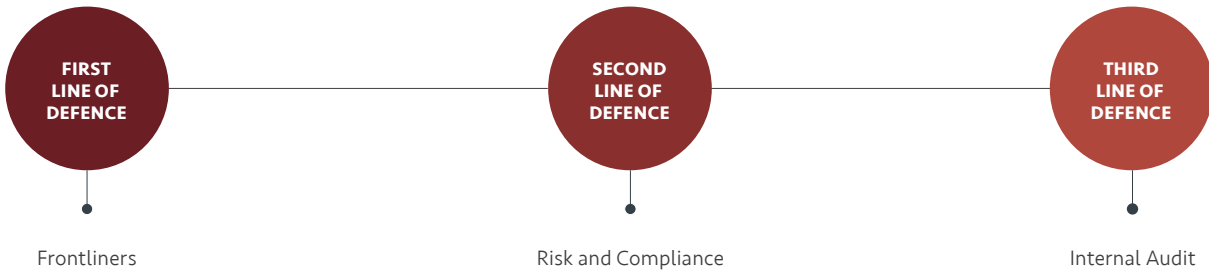 FIRST
LINE OF
DEFENCE
SECOND
LINE OF
DEFENCE
THIRD
LINE OF
DEFENCE
Frontliners
Risk and Compliance
Internal Audit